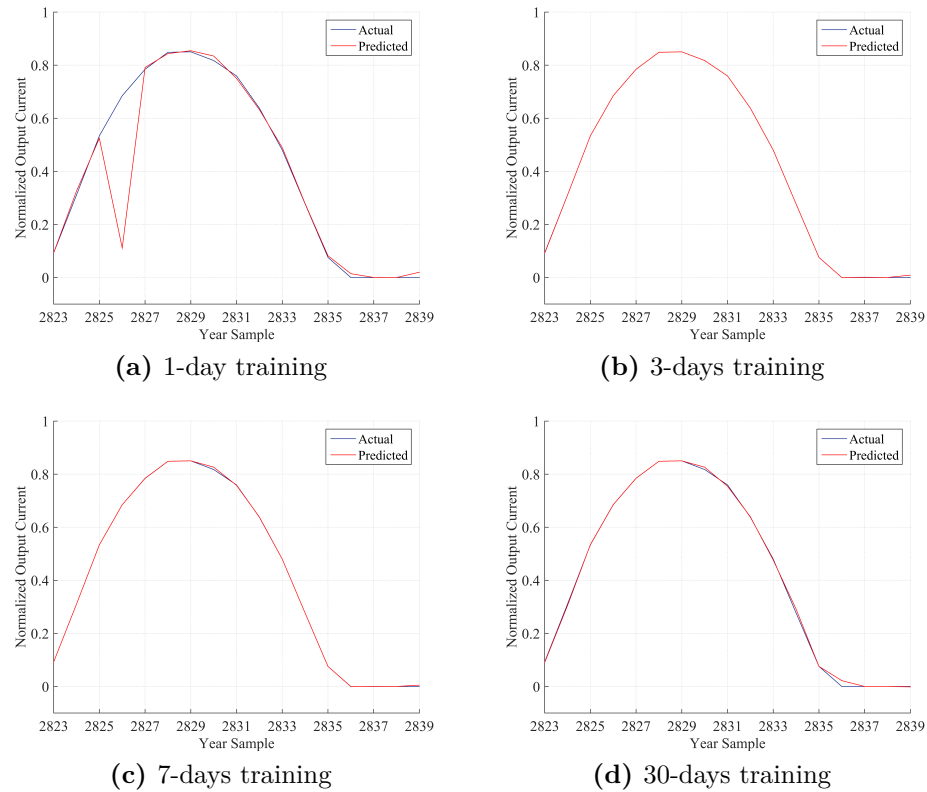 1
0.8
0.6
0.4
0.2
0
Normalized Output Current
Actual
Predicted
2823 2825 2827 2829 2831 2833 2835 2837 2839
Year Sample
(a) 1-day training
1
0.8
0.6
0.4
0.2
0
Normalized Output Current
Actual
Predicted
2823 2825 2827 2829 2831 2833 2835 2837 2839
Year Sample
(b) 3-days training
1
0.8
0.6
0.4
0.2
0
Normalized Output Current
Actual
Predicted
2823 2825 2827 2829 2831 2833 2835 2837 2839
Year Sample
(c) 7-days training
1
0.8
0.6
0.4
0.2
0
Normalized Output Current
Actual
Predicted
2823 2825 2827 2829 2831 2833 2835 2837 2839
Year Sample
(d) 30-days training